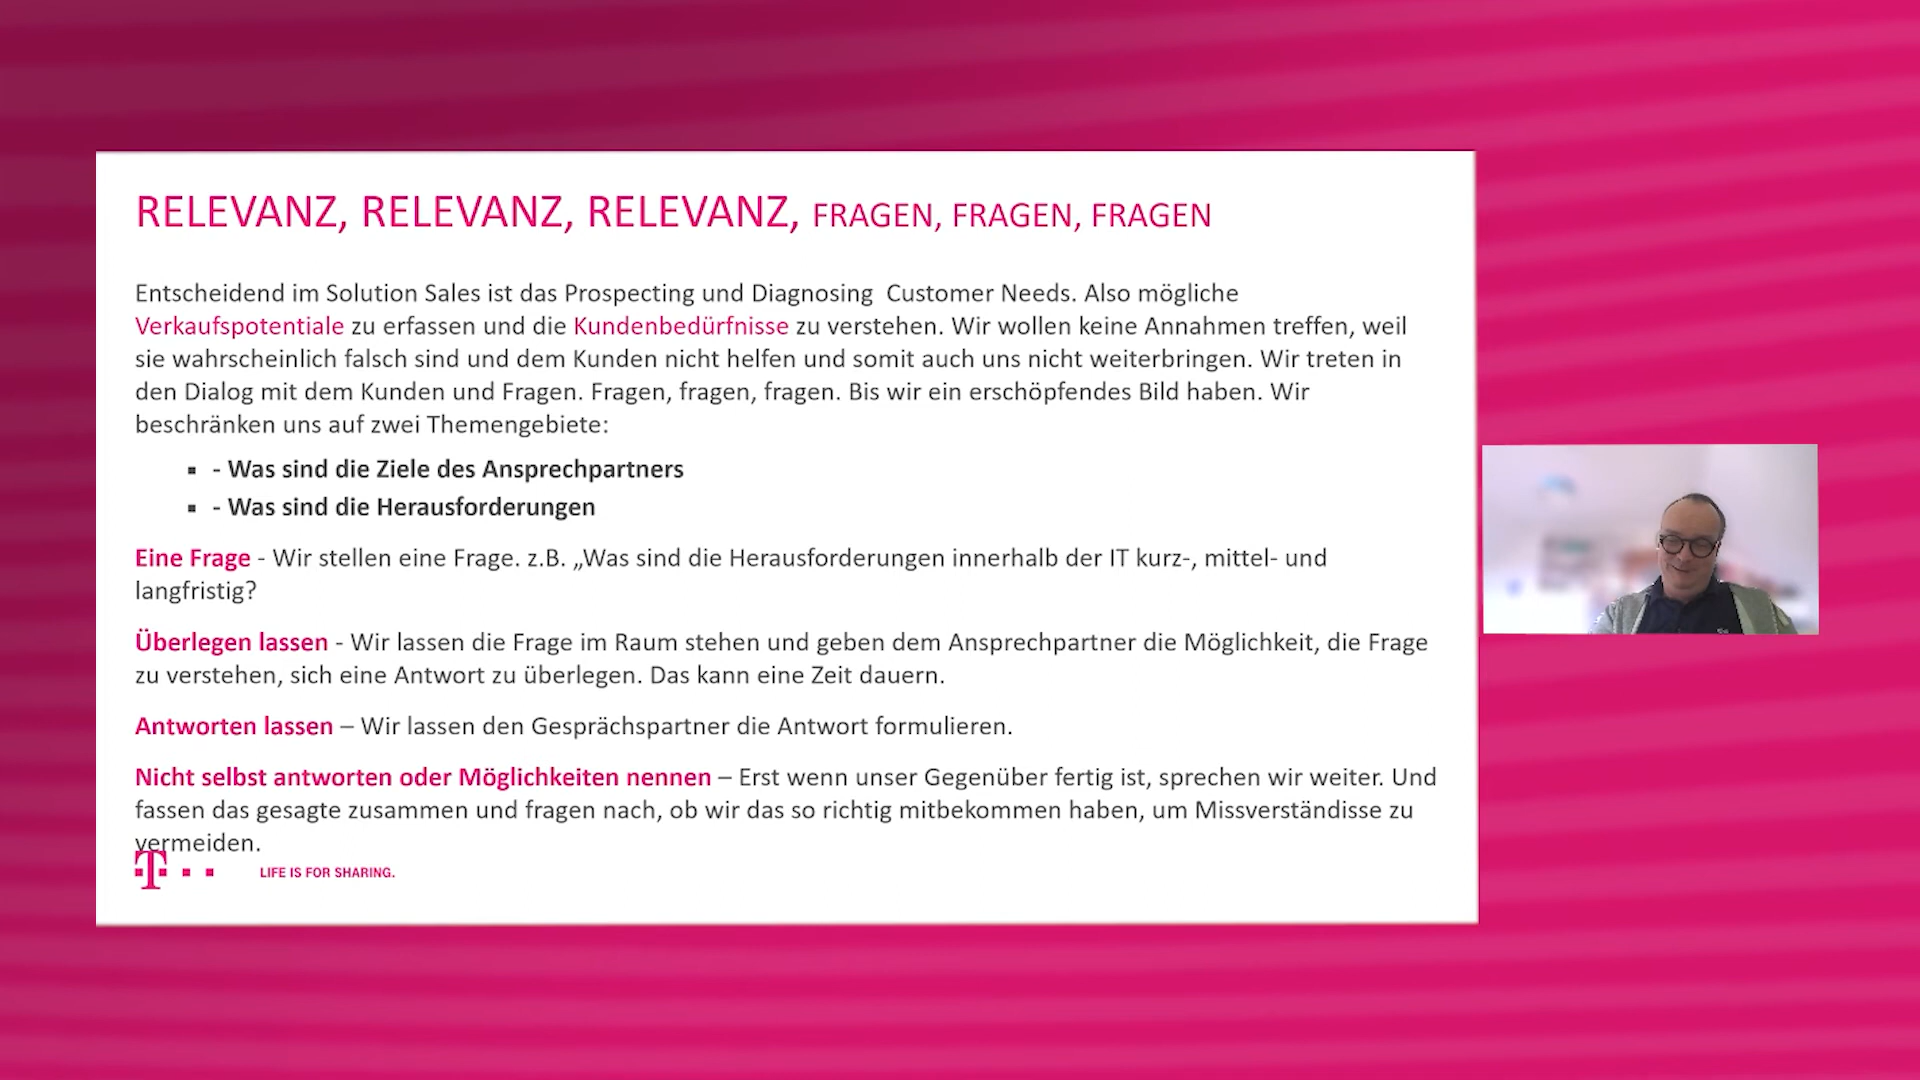 RELEVANZ, RELEVANZ, RELEVANZ, FRAGEN, FRAGEN, FRAGEN
Entscheidend im Solution Sales ist das Prospecting und Diagnosing  Customer Needs. Also mögliche
Verkaufspotentiale zu erfassen und die Kundenbedürfnisse zu verstehen. Wir wollen keine Annahmen treffen, weil
sie wahrscheinlich falsch sind und dem Kunden nicht helfen und somit auch uns nicht weiterbringen. Wir treten in
den Dialog mit dem Kunden und Fragen. Fragen, fragen, fragen. Bis wir ein erschöpfendes Bild haben. Wir
beschränken uns auf zwei Themengebiete:
▪ - Was sind die Ziele des Ansprechpartners
▪ - Was sind die Herausforderungen
Eine Frage - Wir stellen eine Frage. z.B. „Was sind die Herausforderungen innerhalb der IT kurz-, mittel- und
langfristig?
Überlegen lassen - Wir lassen die Frage im Raum stehen und geben dem Ansprechpartner die Möglichkeit, die Frage
zu verstehen, sich eine Antwort zu überlegen. Das kann eine Zeit dauern.
Antworten lassen – Wir lassen den Gesprächspartner die Antwort formulieren.
Nicht selbst antworten oder Möglichkeiten nennen – Erst wenn unser Gegenüber fertig ist, sprechen wir weiter. Und
fassen das gesagte zusammen und fragen nach, ob wir das so richtig mitbekommen haben, um Missverständisse zu
vermeiden.
T LIFE IS FOR SHARING.